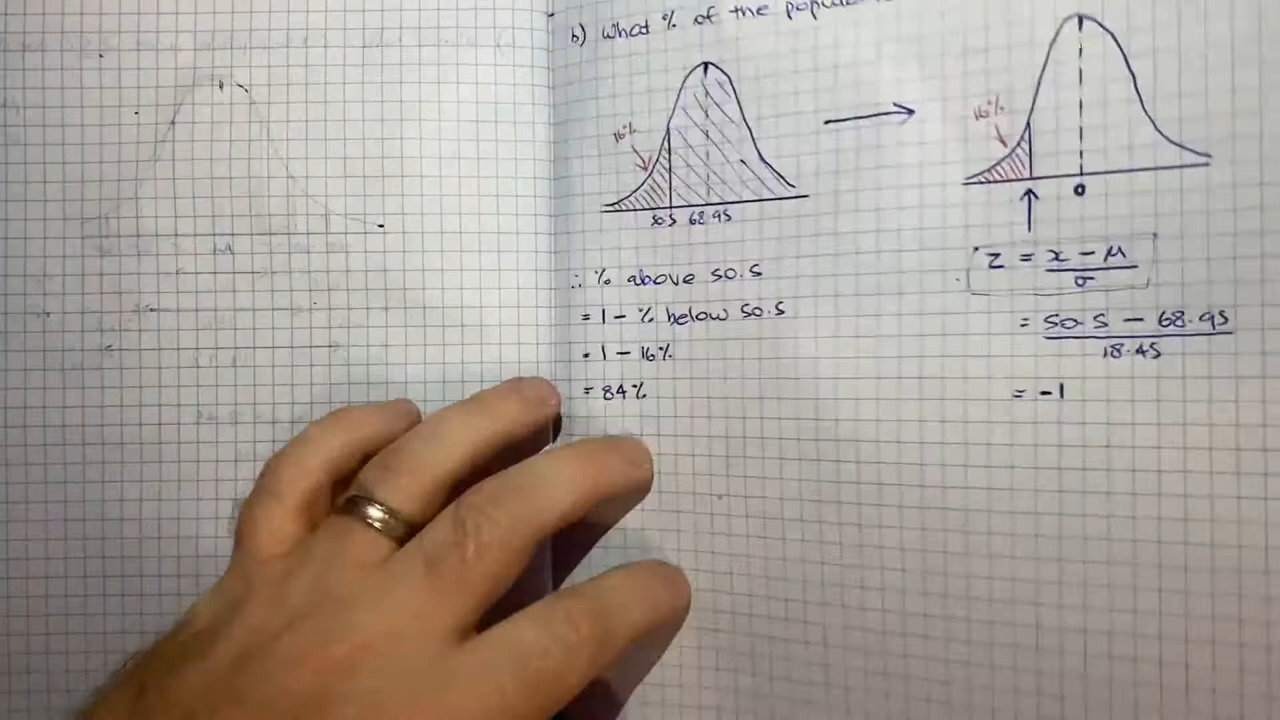 b) What % of the
16%
50.5 68.95
∴ % above 50.5
= 1 - % below 50.5
= 1 - 16%
= 84%
16%
0
z = x - μ
σ
= 50.5 - 68.95
18.45
= -1